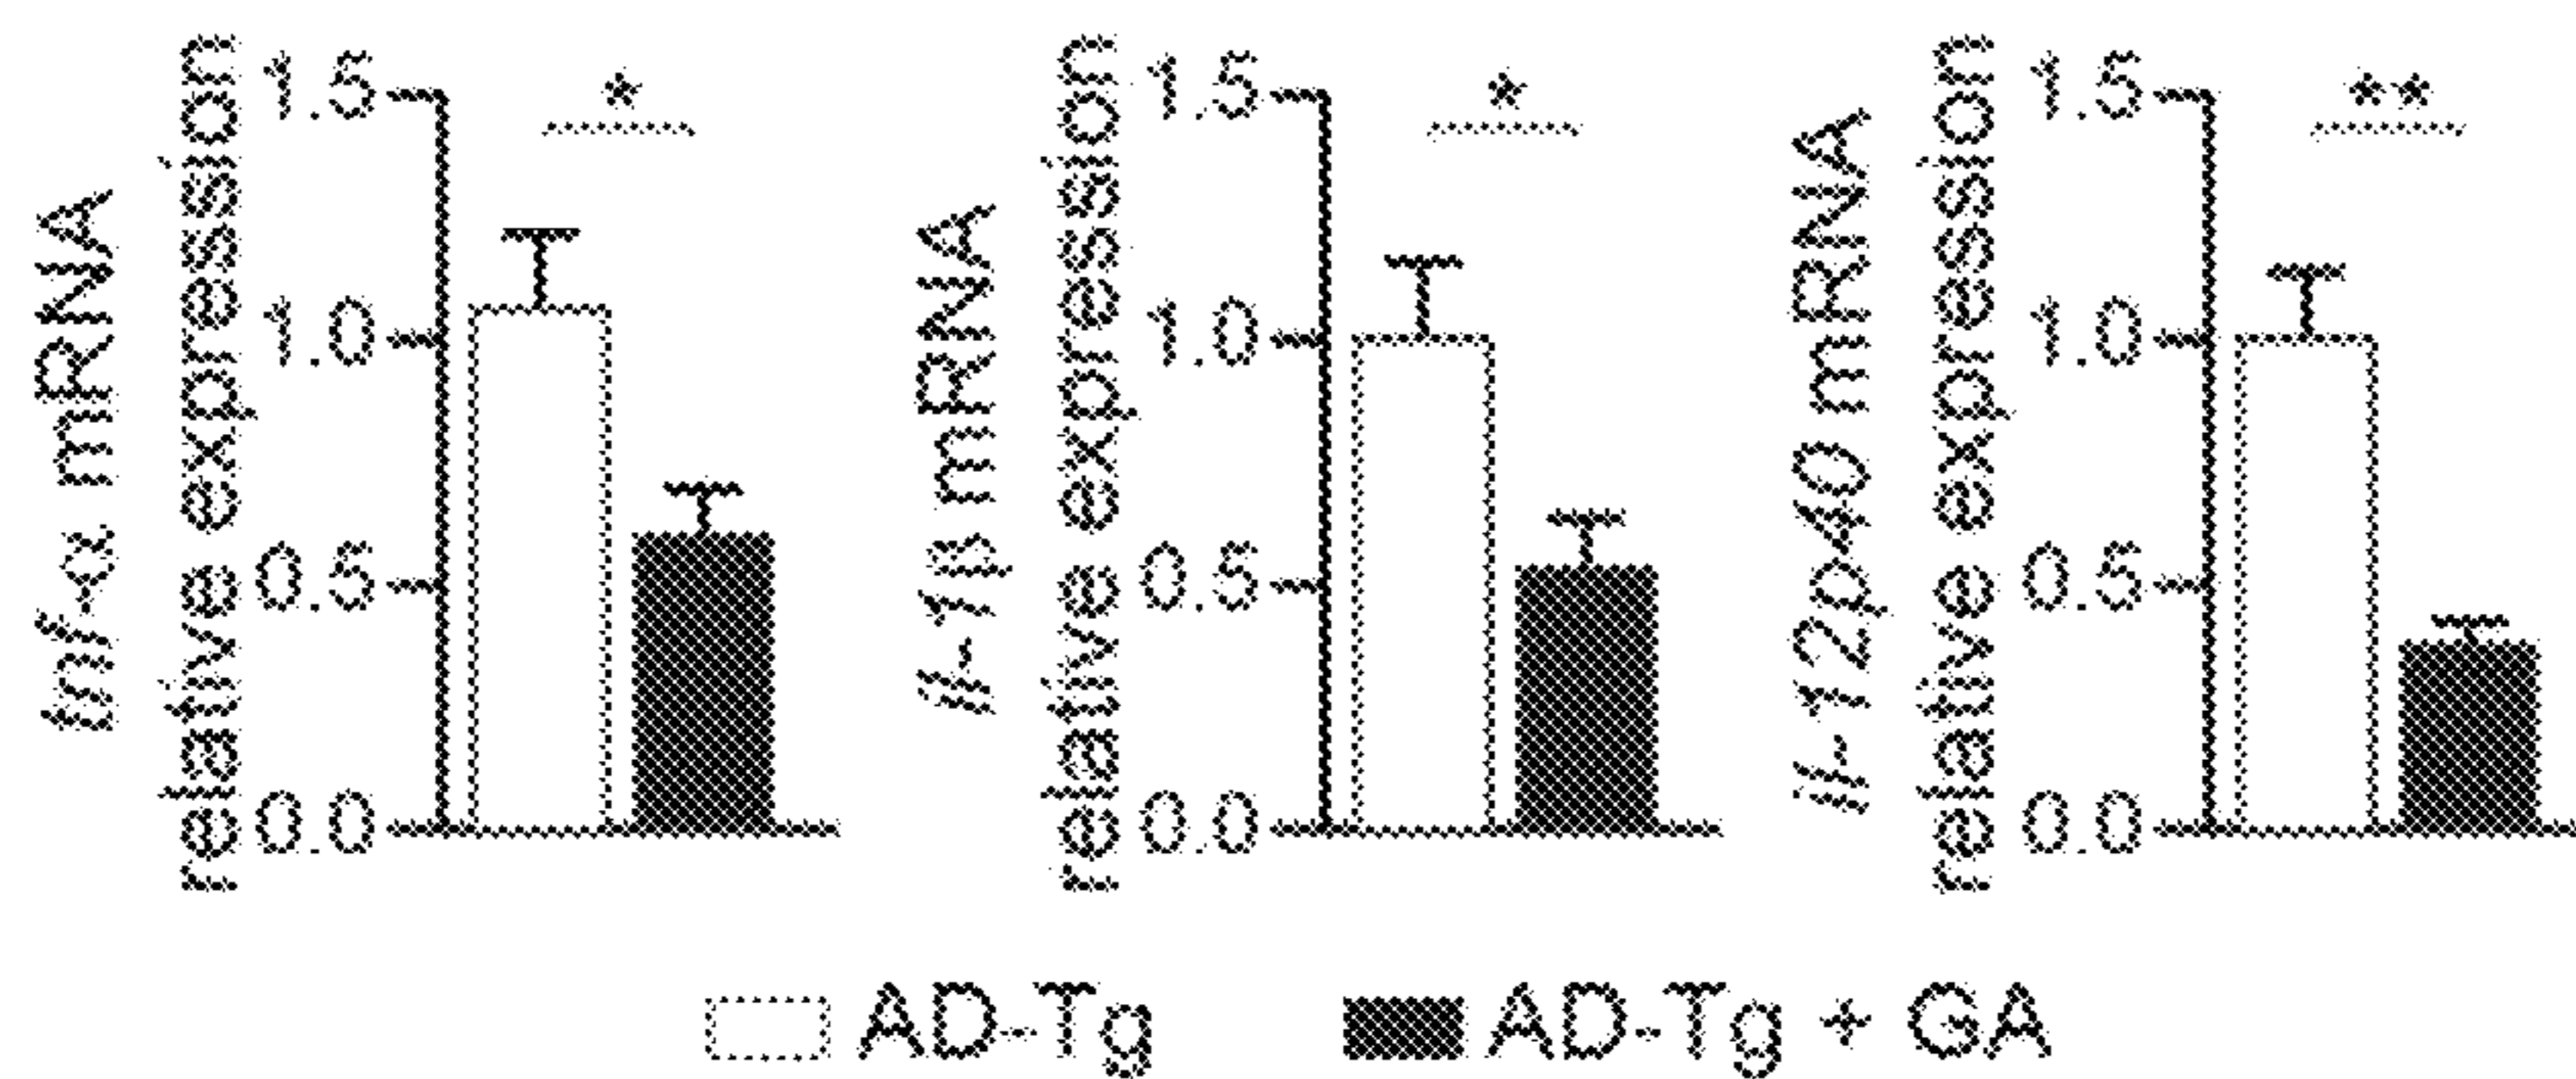 tnf-α mRNA
relative expression
1.5
1.0
0.5
0.0
*
il-1β mRNA
relative expression
1.5
1.0
0.5
0.0
*
il-12p40 mRNA
relative expression
1.5
1.0
0.5
0.0
**
AD-Tg
AD-Tg + GA